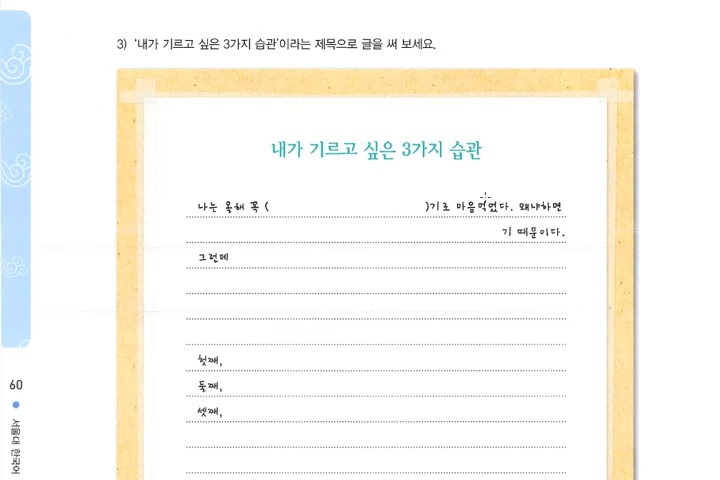 3) '내가 기르고 싶은 3가지 습관'이라는 제목으로 글을 써 보세요.
내가 기르고 싶은 3가지 습관
나는 올해 꼭 ( )기로 마음먹었다. 왜냐하면
기 때문이다.
그런데
첫째,
둘째,
셋째,
60
서울대 한국어